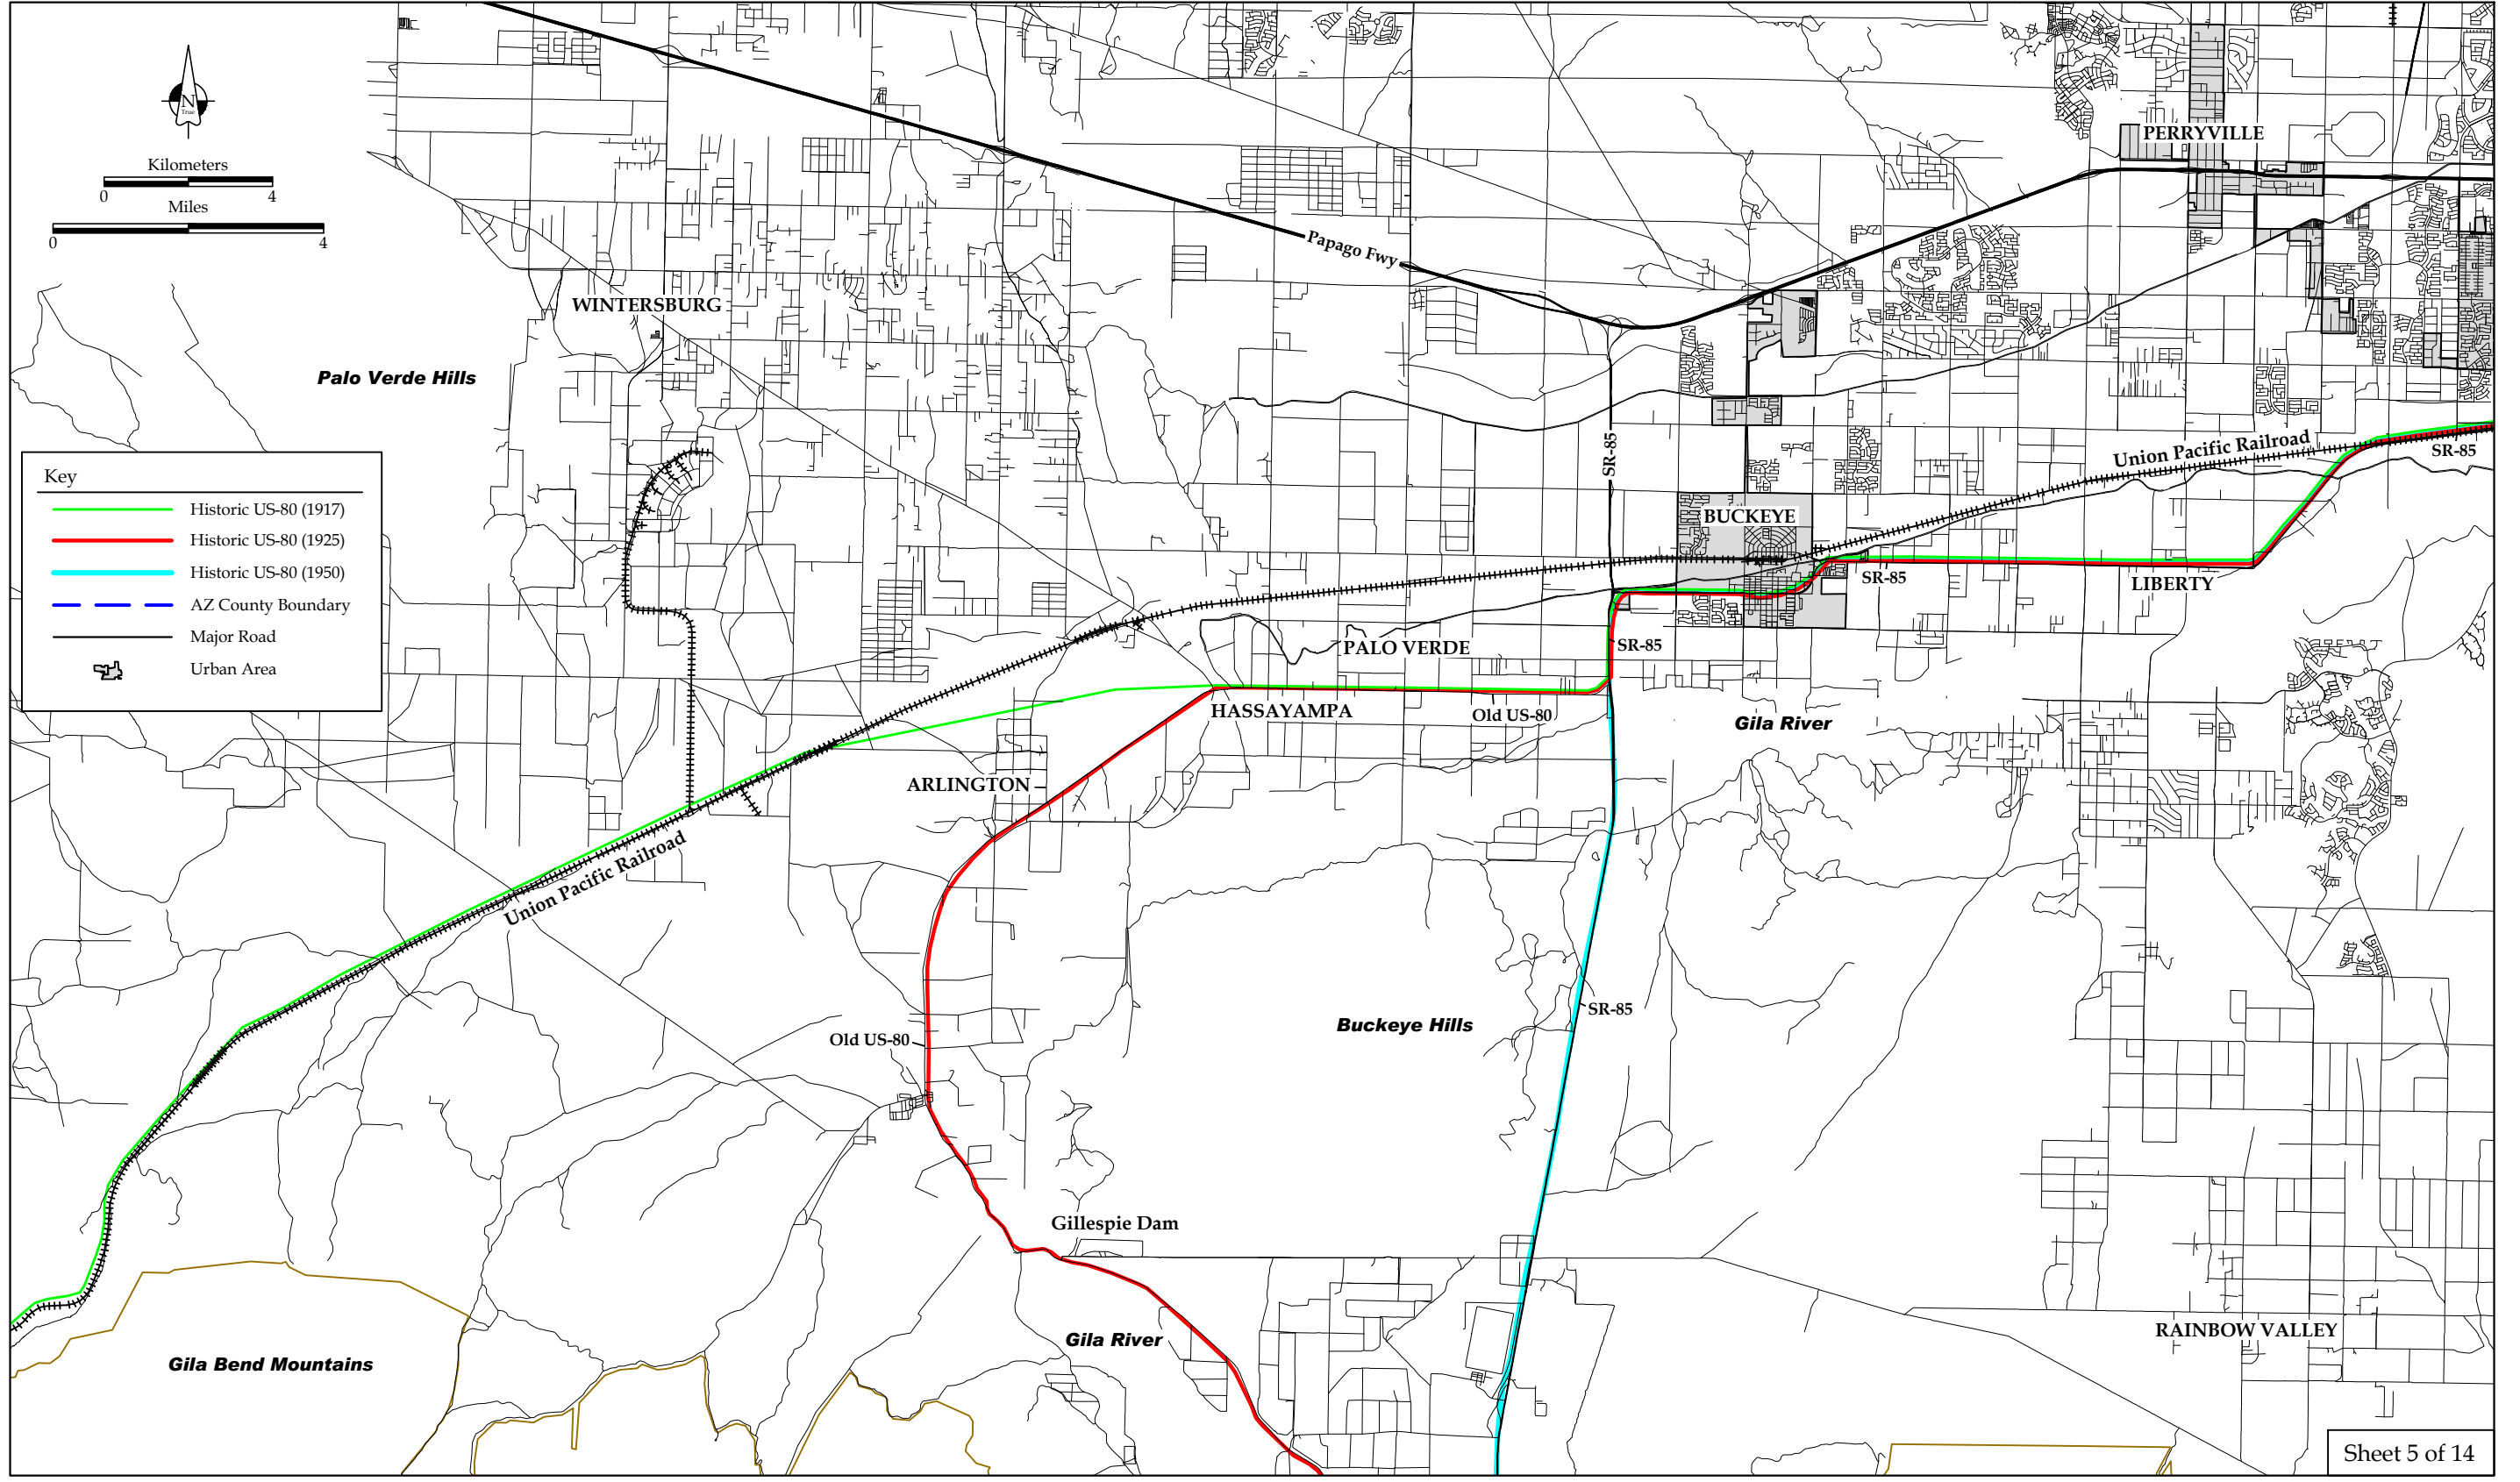 N
True
Kilometers
0 4
Miles
0 4
PERRYVILLE
Papago Fwy
WINTERSBURG
Palo Verde Hills
SR-85
Union Pacific Railroad
SR-85
Key
Historic US-80 (1917)
Historic US-80 (1925)
Historic US-80 (1950)
AZ County Boundary
Major Road
Urban Area
BUCKEYE
SR-85
LIBERTY
PALO VERDE
SR-85
HASSAYAMPA
Old US-80
Gila River
ARLINGTON
Union Pacific Railroad
SR-85
Buckeye Hills
Old US-80
Gillespie Dam
Gila River
RAINBOW VALLEY
Gila Bend Mountains
Sheet 5 of 14